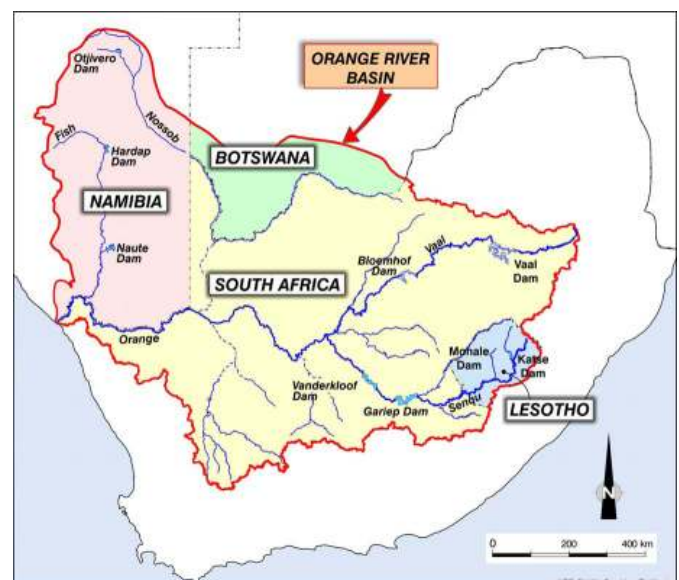 Otjivero
Dam
ORANGE RIVER
BASIN
Nossob
Fish
Hardap
Dam
BOTSWANA
NAMIBIA
Naute
Dam
Bloemhof
Dam
Vaal
Vaal
Dam
SOUTH AFRICA
Orange
Mohale
Dam
Katse
Dam
Vanderkloof
Dam
Gariep Dam
Senqu
LESOTHO
N
0 200 400 km